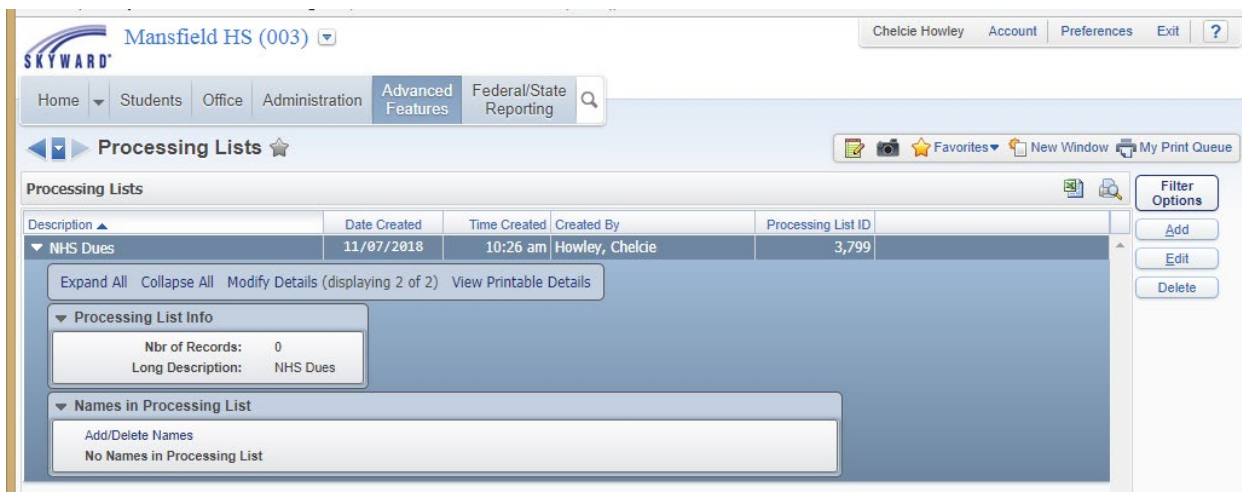 Mansfield HS (003)
Chelcie Howley Account Preferences Exit ?
SKYWARD
Home Students Office Administration Advanced Features Federal/State Reporting
Processing Lists
Favorites New Window My Print Queue
Processing Lists
Filter Options
Description Date Created Time Created Created By Processing List ID
Add
NHS Dues 11/07/2018 10:26 am Howley, Chelcie 3,799
Edit
Expand All Collapse All Modify Details (displaying 2 of 2) View Printable Details
Delete
Processing List Info
Nbr of Records: 0
Long Description: NHS Dues
Names in Processing List
Add/Delete Names
No Names in Processing List